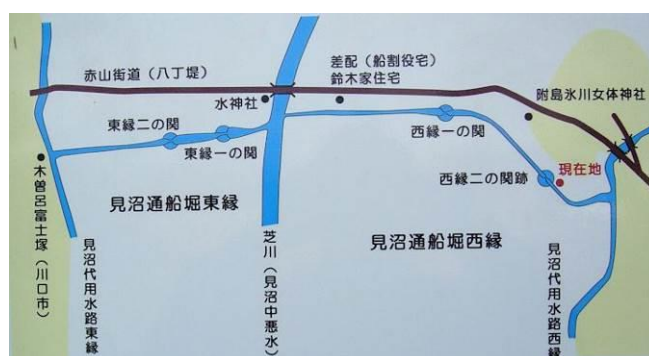 赤山街道(八丁堤)
差配(船割役宅)
鈴木家住宅
水神社
附島氷川女体神社
東縁二の関
東縁一の関
西縁一の関
西縁二の関跡
現在地
木曽呂富士塚(川口市)
見沼通船堀東縁
見沼通船堀西縁
見沼代用水路東縁
芝川(見沼中悪水)
見沼代用水路西縁